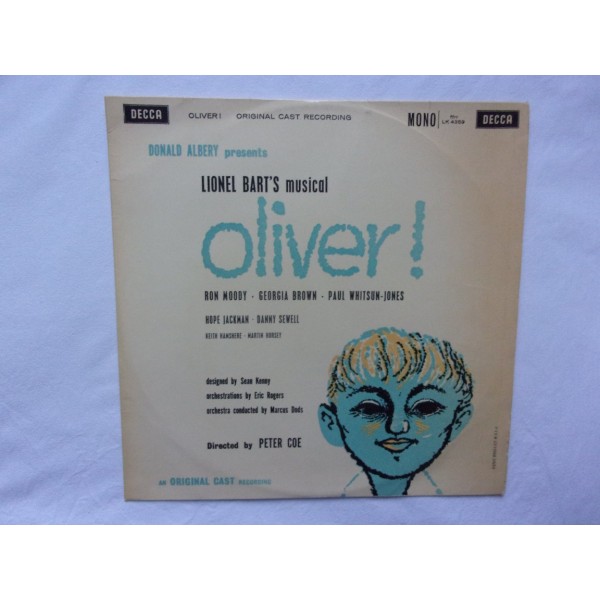 DECCA OLIVER! ORIGINAL CAST RECORDING MONO LK 4359 DECCA
DONALD ALBERY presents
LIONEL BART'S musical
oliver!
RON MOODY - GEORGIA BROWN - PAUL WHITSUN-JONES
HOPE JACKMAN · DANNY SEWELL
KEITH HAMSHERE - MARTIN HORSEY
designed by Sean Kenny
orchestrations by Eric Rogers
orchestra conducted by Marcus Dods
Directed by PETER COE
AN ORIGINAL CAST RECORDING